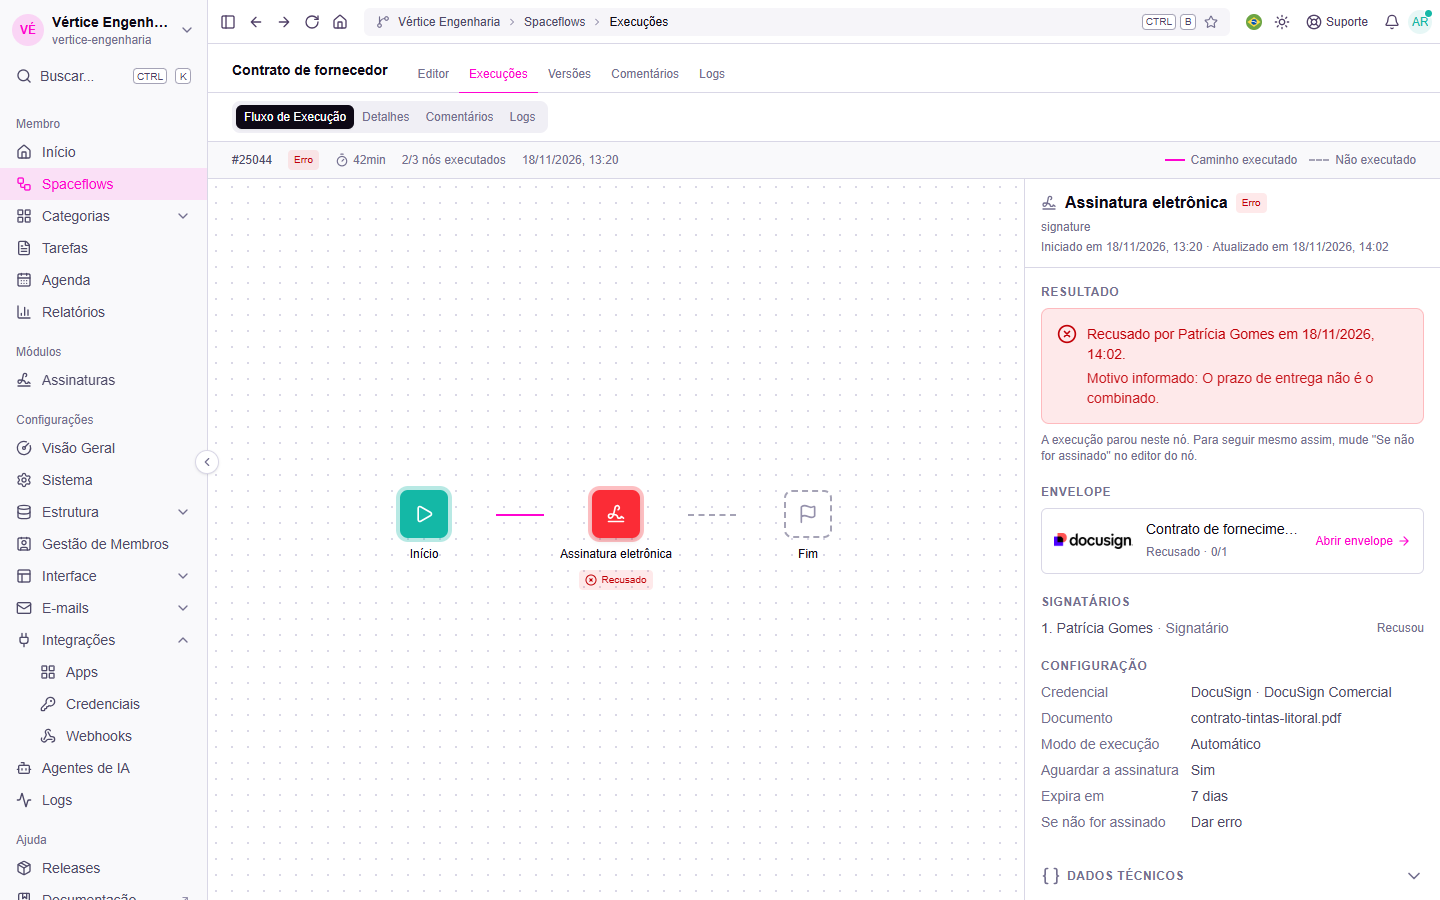 VÉ
Vértice Engenh...
vertice-engenharia
Buscar...
CTRL
K
Membro
Início
Spaceflows
Categorias
Tarefas
Agenda
Relatórios
Módulos
Assinaturas
Configurações
Visão Geral
Sistema
Estrutura
Gestão de Membros
Interface
E-mails
Integrações
Apps
Credenciais
Webhooks
Agentes de IA
Logs
Ajuda
Releases
Documentação
Vértice Engenharia
Spaceflows
Execuções
CTRL
B
Suporte
AR
Contrato de fornecedor
Editor
Execuções
Versões
Comentários
Logs
Fluxo de Execução
Detalhes
Comentários
Logs
#25044
Erro
42min
2/3 nós executados
18/11/2026, 13:20
Caminho executado
Não executado
Início
Assinatura eletrônica
Recusado
Fim
Assinatura eletrônica
Erro
signature
Iniciado em 18/11/2026, 13:20 · Atualizado em 18/11/2026, 14:02
RESULTADO
Recusado por Patrícia Gomes em 18/11/2026,
14:02.
Motivo informado: O prazo de entrega não é o
combinado.
A execução parou neste nó. Para seguir mesmo assim, mude "Se não
for assinado" no editor do nó.
ENVELOPE
docusign
Contrato de fornecime...
Recusado · 0/1
Abrir envelope
SIGNATÁRIOS
1. Patrícia Gomes · Signatário
Recusou
CONFIGURAÇÃO
Credencial
DocuSign · DocuSign Comercial
Documento
contrato-tintas-litoral.pdf
Modo de execução
Automático
Aguardar a assinatura
Sim
Expira em
7 dias
Se não for assinado
Dar erro
DADOS TÉCNICOS